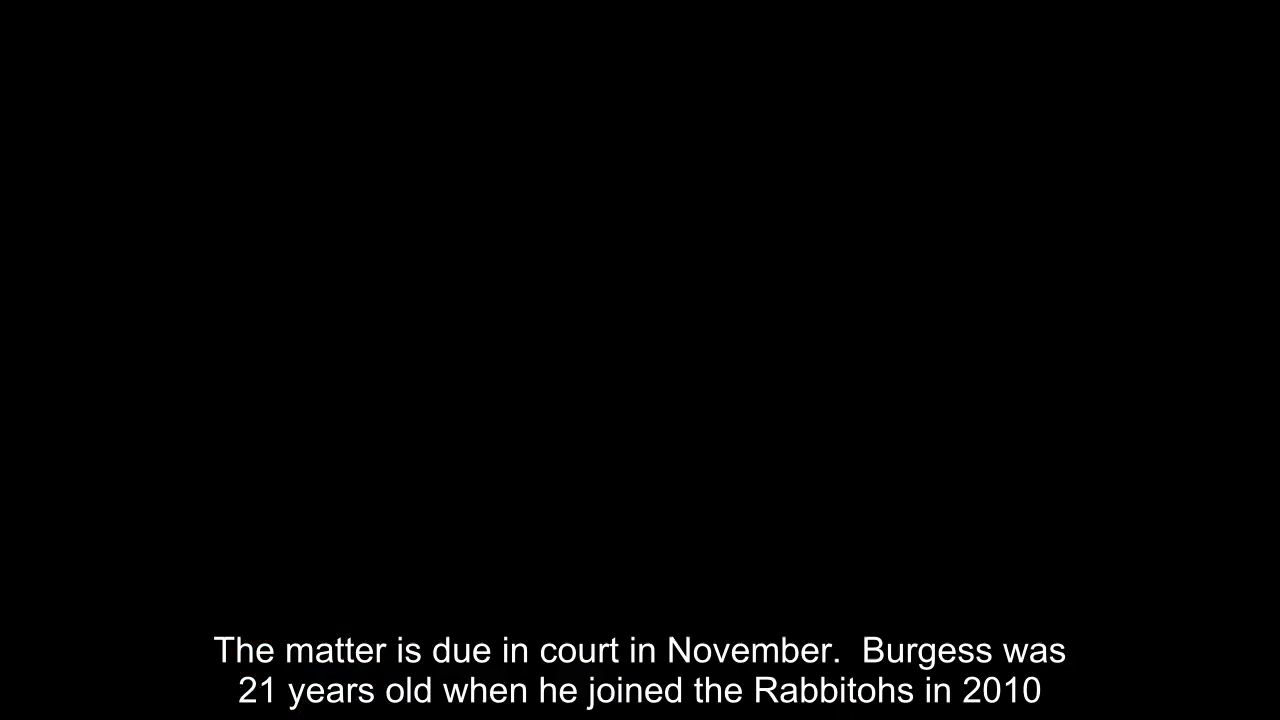 The matter is due in court in November.  Burgess was
21 years old when he joined the Rabbitohs in 2010